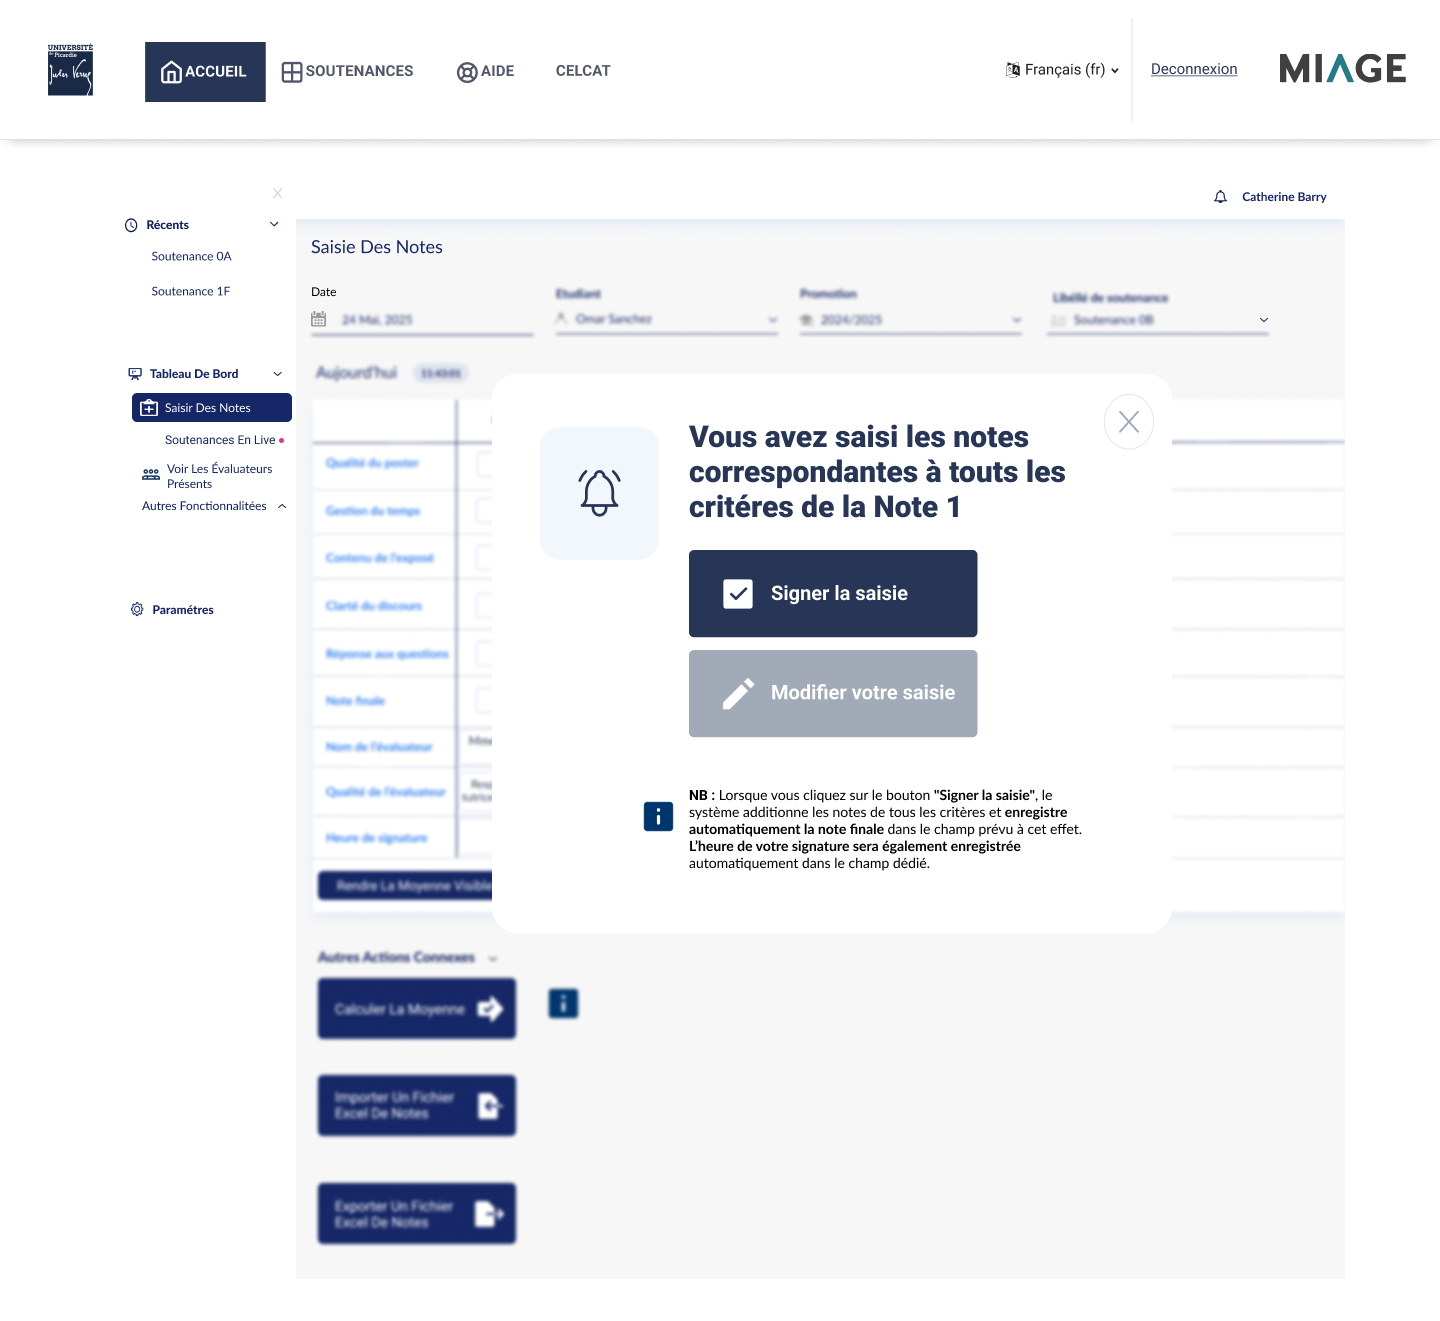 UNIVERSITÉ
de Picardie
Jules Verne
ACCUEIL
SOUTENANCES
AIDE
CELCAT
Français (fr)
Deconnexion
MIAGE
Catherine Barry
Récents
Soutenance 0A
Soutenance 1F
Tableau De Bord
Saisir Des Notes
Soutenances En Live
Voir Les Évaluateurs
Présents
Autres Fonctionnalitées
Paramétres
Saisie Des Notes
Date
24 Mai, 2025
Etudiant
Omar Sanchez
Promotion
2024/2025
Libéllé de soutenance
Soutenance 0B
Aujourd'hui
11:43:01
Qualité du poster
Gestion du temps
Contenu de l'exposé
Clarté du discours
Réponse aux questions
Note finale
Nom de l'évaluateur
Qualité de l'évaluateur
Heure de signature
Rendre La Moyenne Visible
Vous avez saisi les notes
correspondantes à touts les
critéres de la Note 1
Signer la saisie
Modifier votre saisie
NB : Lorsque vous cliquez sur le bouton "Signer la saisie", le
système additionne les notes de tous les critères et enregistre
automatiquement la note finale dans le champ prévu à cet effet.
L'heure de votre signature sera également enregistrée
automatiquement dans le champ dédié.
Autres Actions Connexes
Calculer La Moyenne
Importer Un Fichier
Excel De Notes
Exporter Un Fichier
Excel De Notes